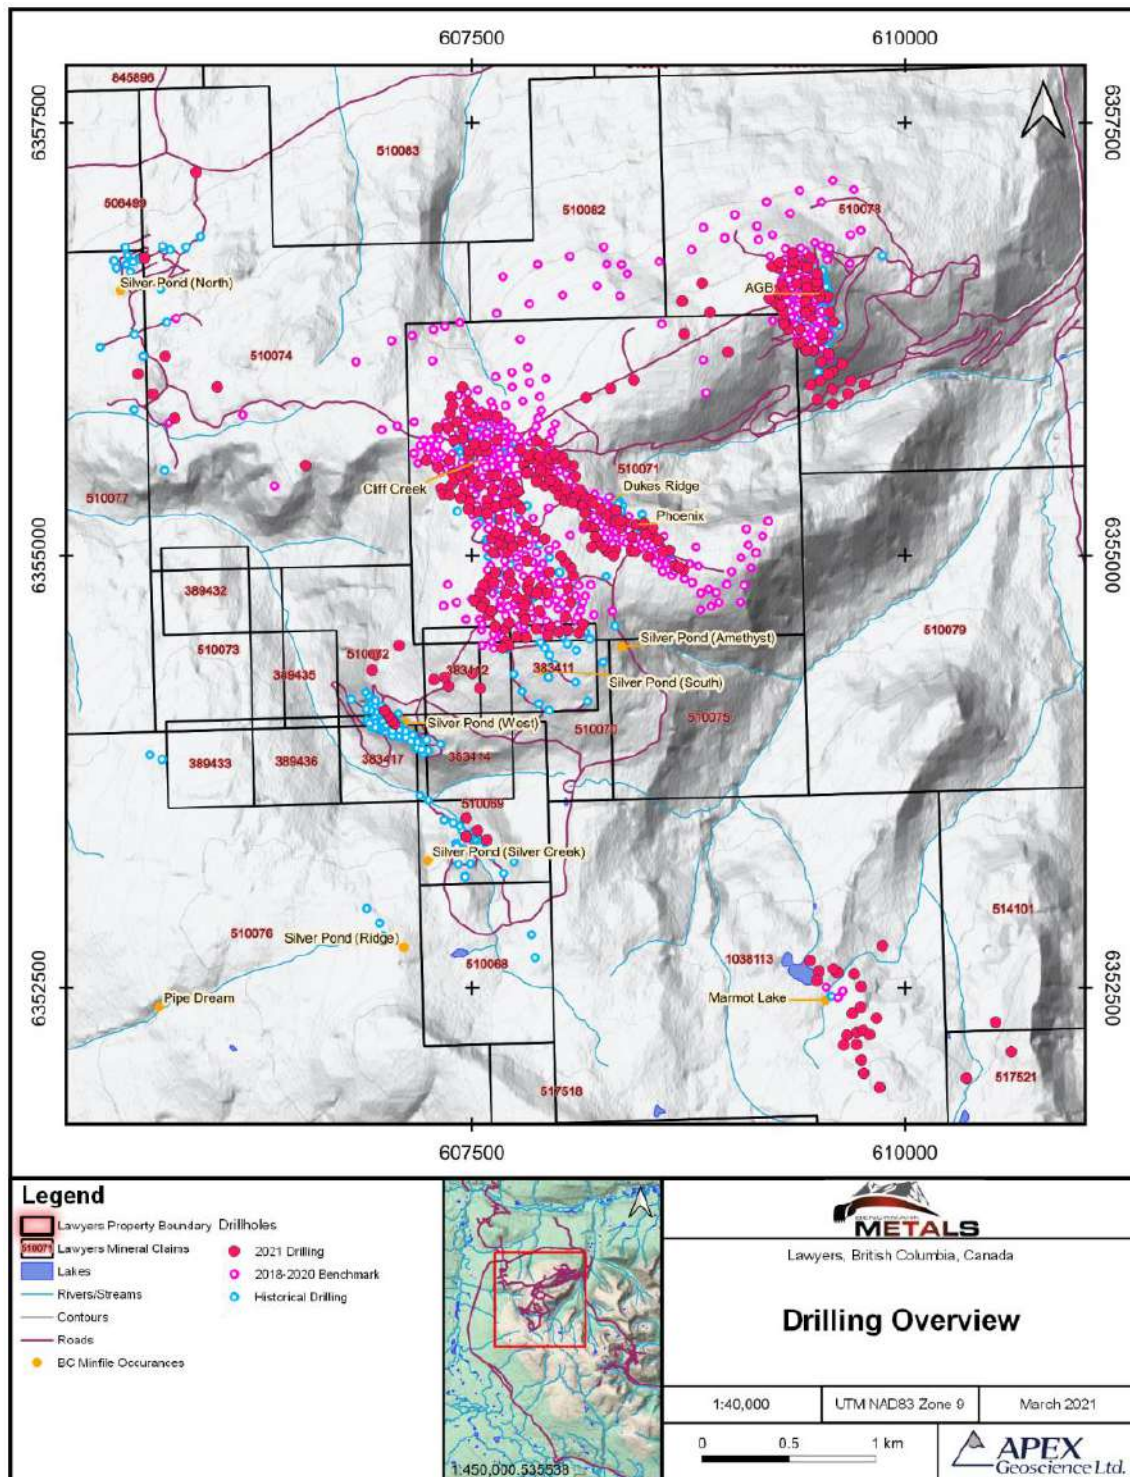 607500
610000
6357500
6357500
845896
510083
506489
510082
510078
Silver Pond (North)
AGB
510074
Cliff Creek
510071
Dukes Ridge
Phoenix
510077
6355000
6355000
389432
510079
510073
389435
383411
Silver Pond (Amethyst)
Silver Pond (South)
Silver Pond (West)
510075
389433
389436
383417
510069
Silver Pond (Silver Creek)
514101
510076
Silver Pond (Ridge)
510068
1038113
6352500
6352500
Pipe Dream
Marmot Lake
517518
517521
607500
610000
Legend
Lawyers Property Boundary
Drillholes
510071
Lawyers Mineral Claims
2021 Drilling
Lakes
2018-2020 Benchmark
Rivers/Streams
Historical Drilling
Contours
Roads
BC Minfile Occurances
1:450,000.535538
BENCHMARK
METALS
Lawyers, British Columbia, Canada
Drilling Overview
1:40,000
UTM NAD83 Zone 9
March 2021
0 0.5 1 km
APEX
Geoscience Ltd.